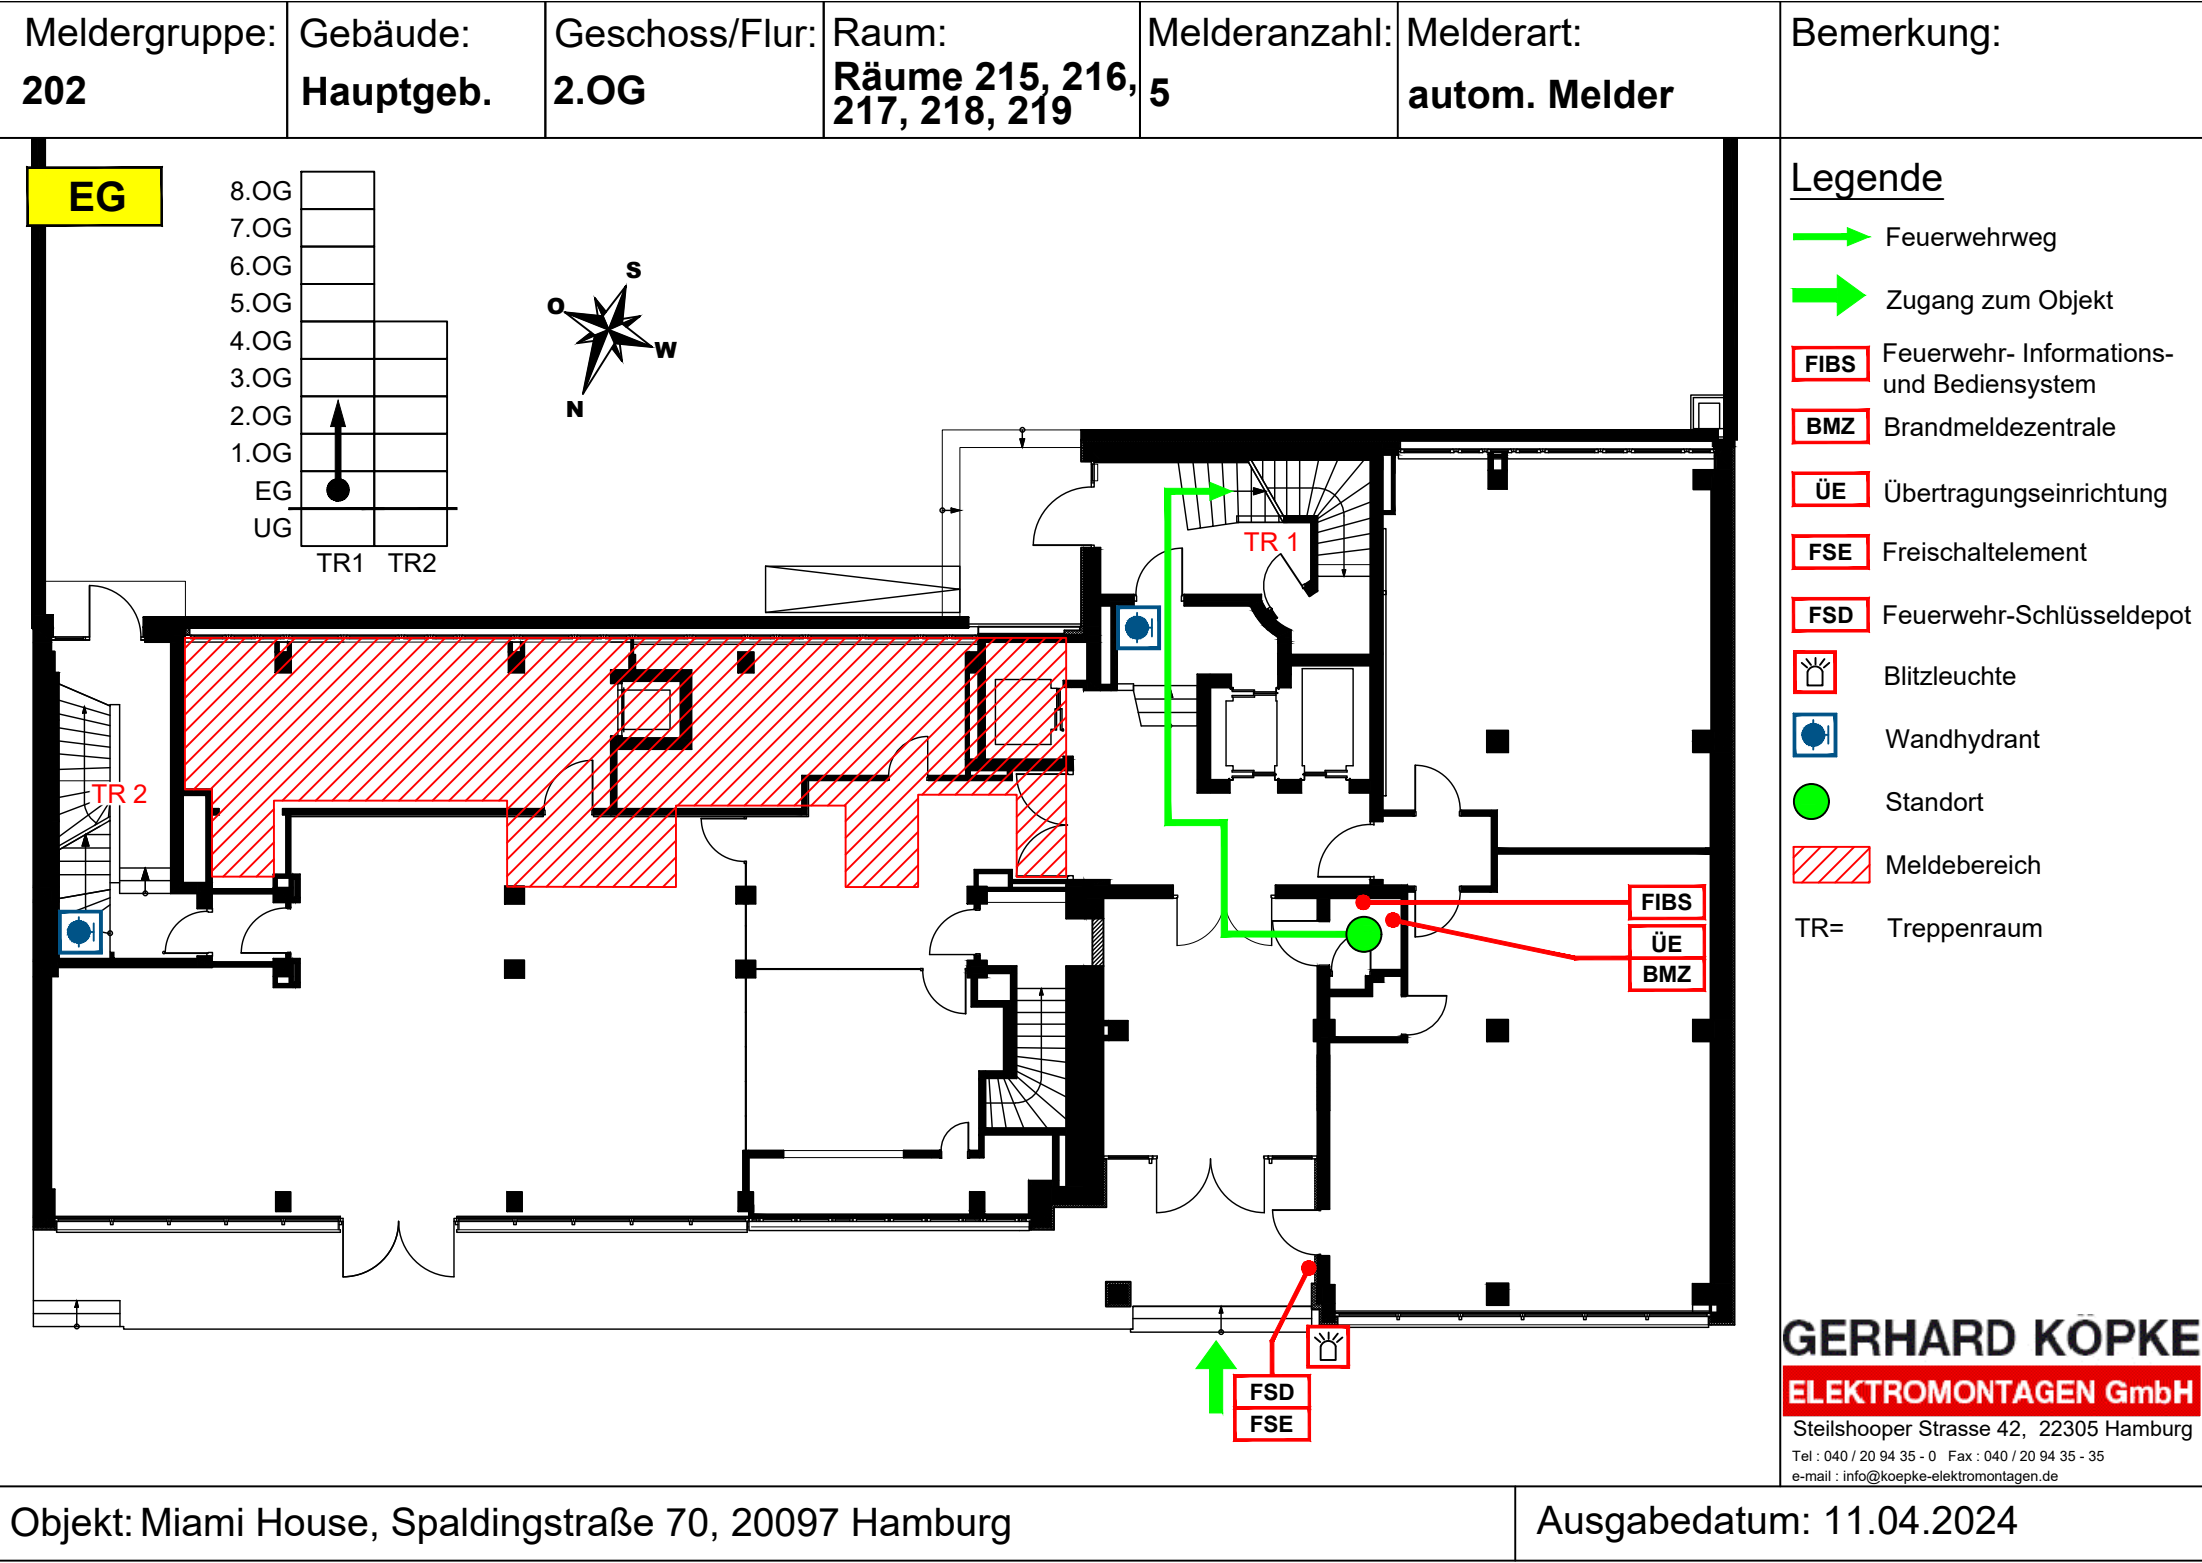 Meldergruppe:
202
Gebäude:
Hauptgeb.
Geschoss/Flur:
2.OG
Raum:
Räume 215, 216,
217, 218, 219
Melderanzahl:
5
Melderart:
autom. Melder
Bemerkung:
EG
8.OG
7.OG
6.OG
5.OG
4.OG
3.OG
2.OG
1.OG
EG
UG
TR1 TR2
S
O
W
N
TR 1
TR 2
FIBS
ÜE
BMZ
FSD
FSE
Legende
Feuerwehrweg
Zugang zum Objekt
FIBS Feuerwehr- Informations-
und Bediensystem
BMZ Brandmeldezentrale
ÜE Übertragungseinrichtung
FSE Freischaltelement
FSD Feuerwehr-Schlüsseldepot
Blitzleuchte
Wandhydrant
Standort
Meldebereich
TR= Treppenraum
GERHARD KÖPKE
ELEKTROMONTAGEN GmbH
Steilshooper Strasse 42, 22305 Hamburg
Tel : 040 / 20 94 35 - 0 Fax : 040 / 20 94 35 - 35
e-mail : info@koepke-elektromontagen.de
Objekt: Miami House, Spaldingstraße 70, 20097 Hamburg
Ausgabedatum: 11.04.2024